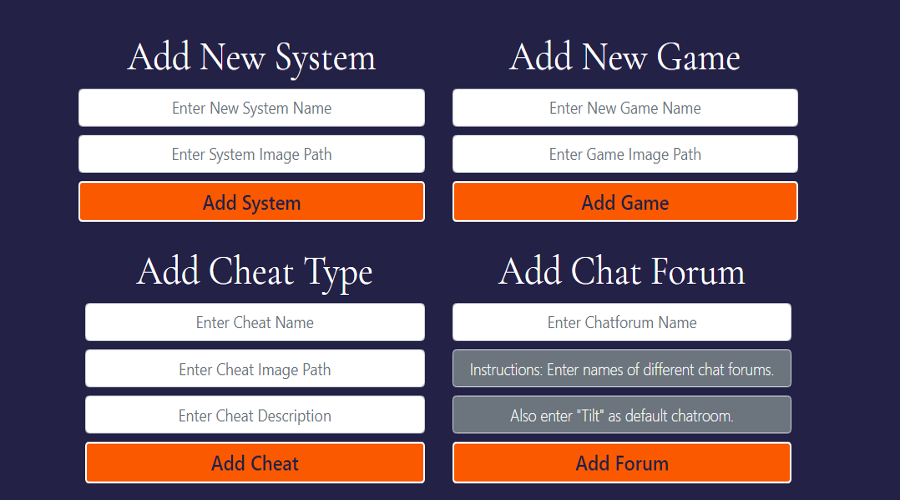 Add New System
Enter New System Name
Enter System Image Path
Add System
Add New Game
Enter New Game Name
Enter Game Image Path
Add Game
Add Cheat Type
Enter Cheat Name
Enter Cheat Image Path
Enter Cheat Description
Add Cheat
Add Chat Forum
Enter Chatforum Name
Instructions: Enter names of different chat forums.
Also enter "Tilt" as default chatroom.
Add Forum